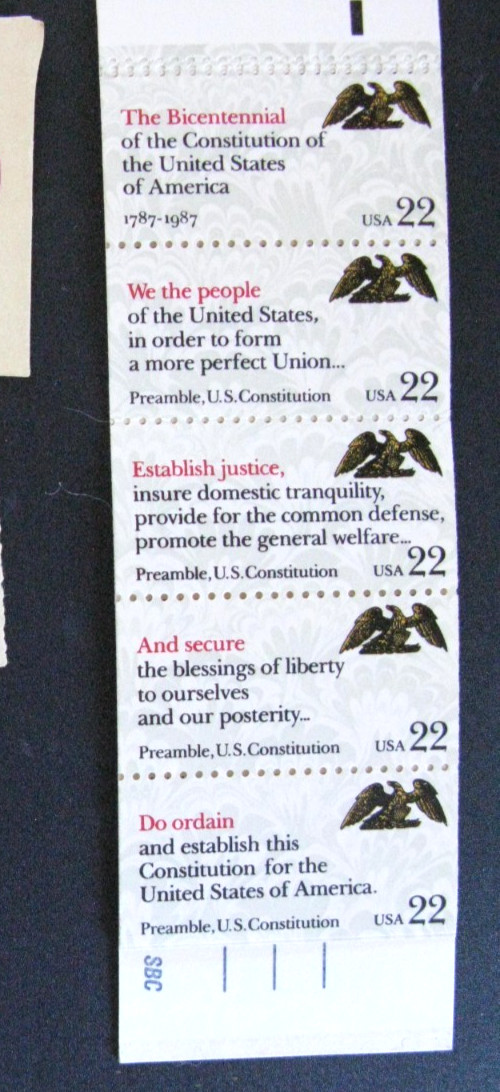 The Bicentennial
of the Constitution of
the United States
of America
1787-1987 USA 22
We the people
of the United States,
in order to form
a more perfect Union...
Preamble, U.S. Constitution USA 22
Establish justice,
insure domestic tranquility,
provide for the common defense,
promote the general welfare...
Preamble, U.S. Constitution USA 22
And secure
the blessings of liberty
to ourselves
and our posterity...
Preamble, U.S. Constitution USA 22
Do ordain
and establish this
Constitution for the
United States of America.
Preamble, U.S. Constitution USA 22
SBC